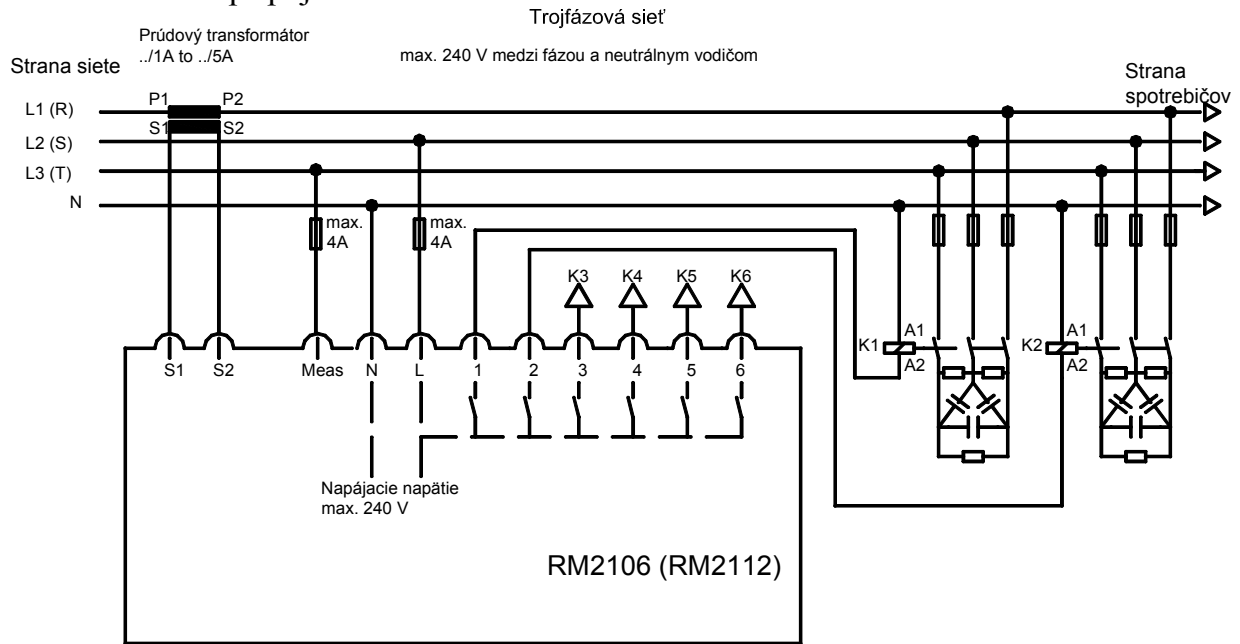 Trojfázová sieť
Prúdový transformátor
../1A to ../5A
max. 240 V medzi fázou a neutrálnym vodičom
Strana siete
Strana
spotrebičov
L1 (R)
P1
P2
S1
S2
L2 (S)
L3 (T)
N
max.
4A
max.
4A
K3
K4
K5
K6
K1
A1
A2
K2
A1
A2
S1
S2
Meas
N
L
1
2
3
4
5
6
Napájacie napätie
max. 240 V
RM2106 (RM2112)